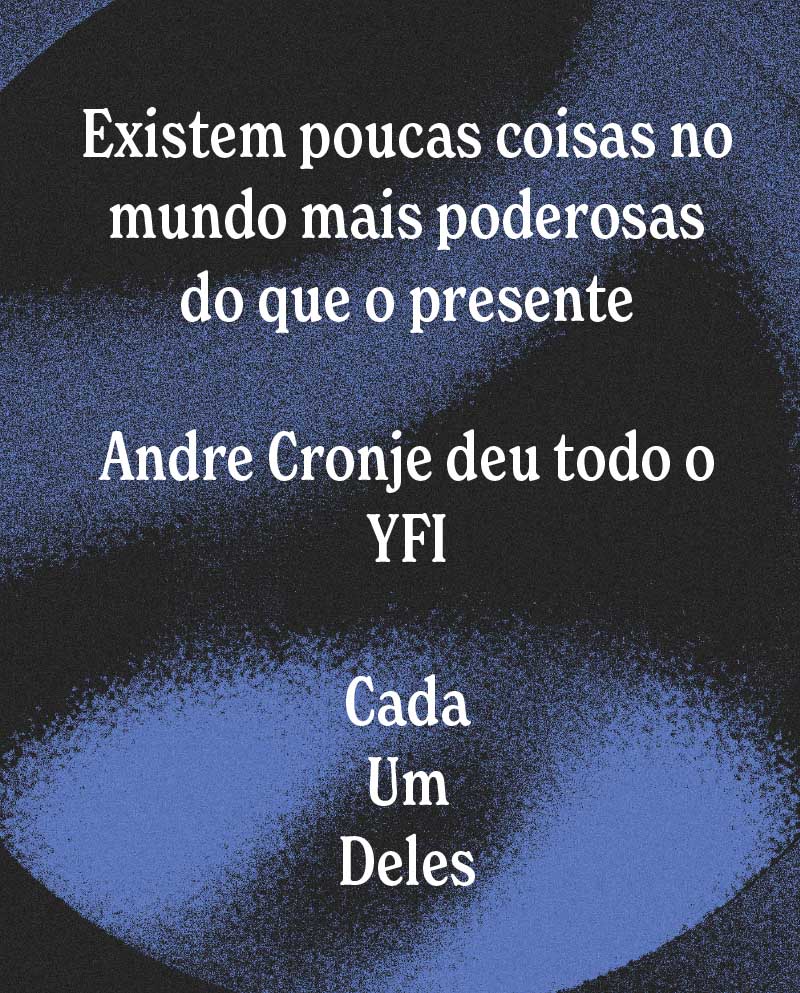 Existem poucas coisas no
mundo mais poderosas
do que o presente
Andre Cronje deu todo o
YFI
Cada
Um
Deles